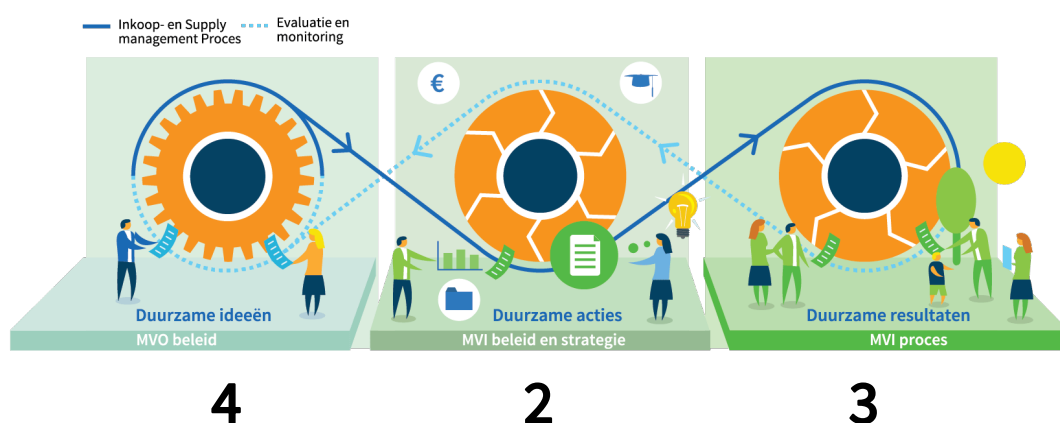 Inkoop- en Supply
management Proces
Evaluatie en
monitoring
€
Duurzame ideeën
MVO beleid
Duurzame acties
MVI beleid en strategie
Duurzame resultaten
MVI proces
4
2
3